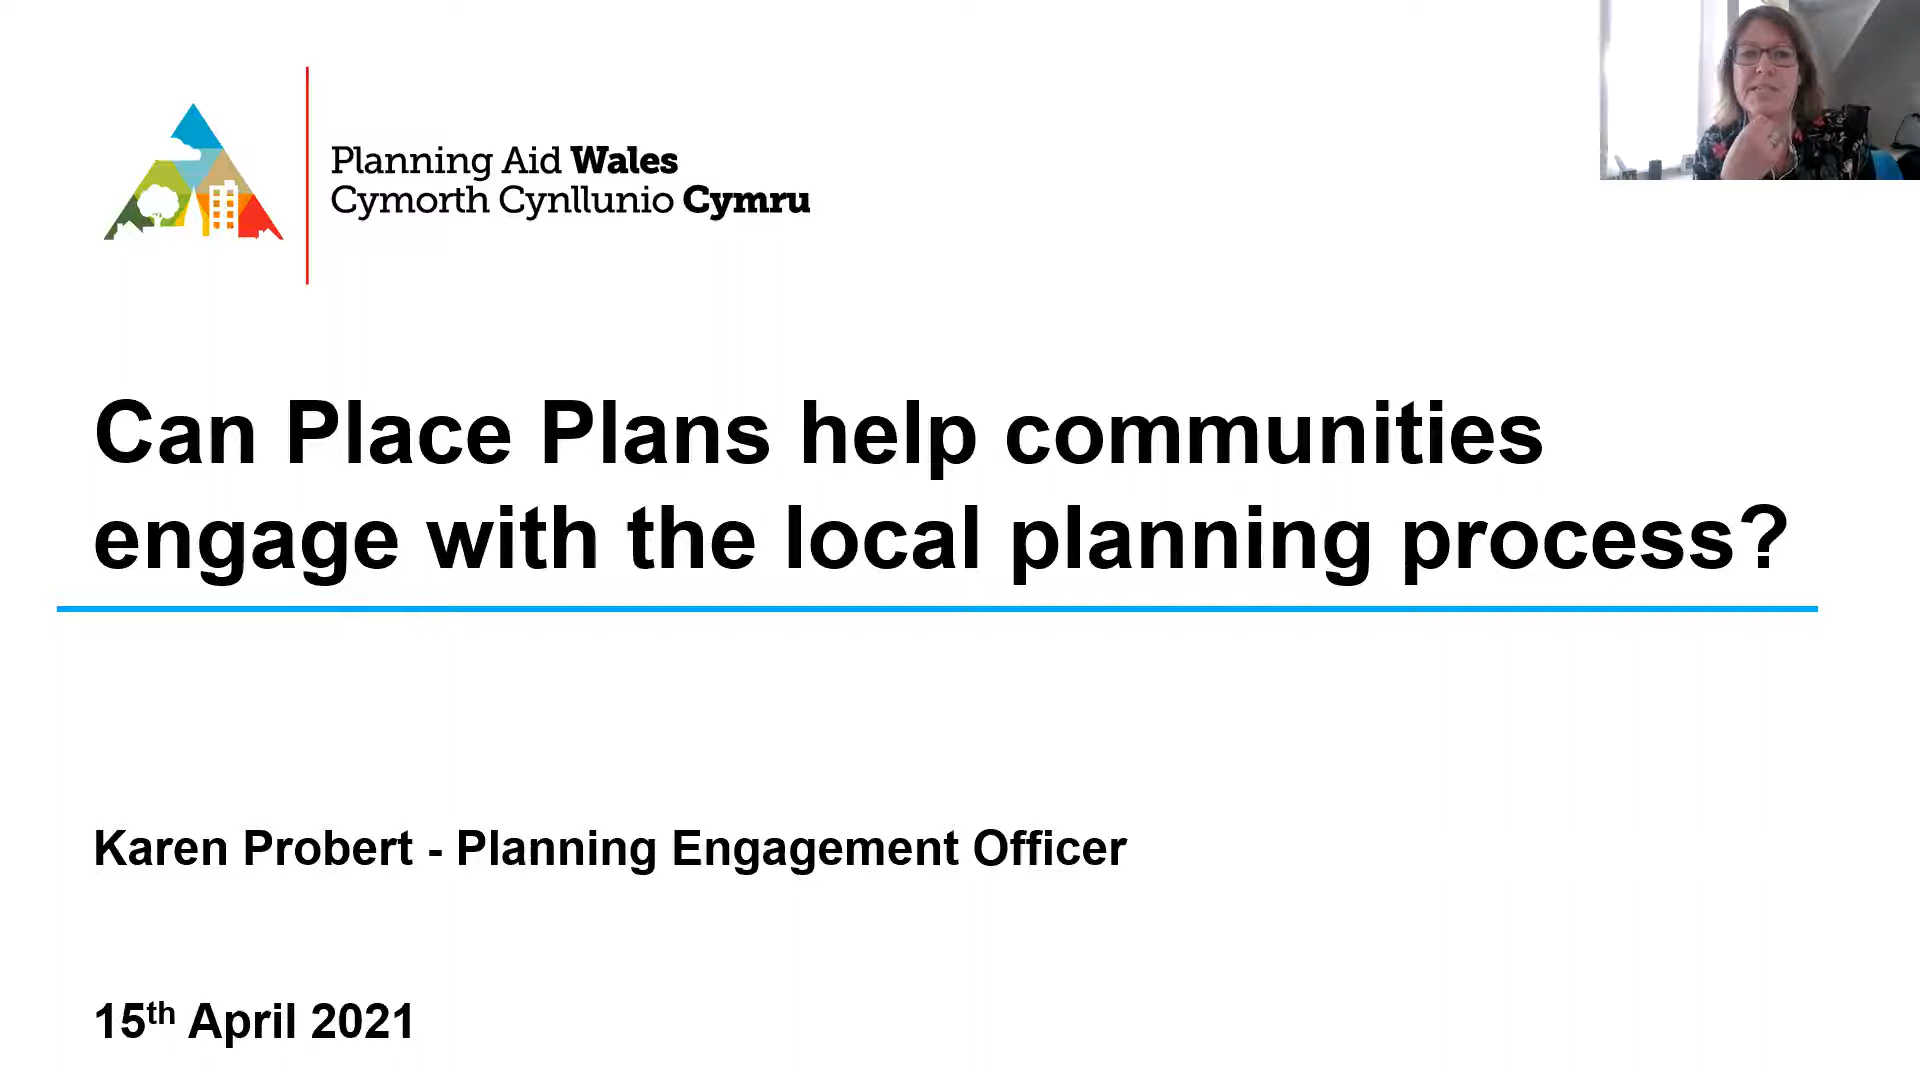 Planning Aid Wales
Cymorth Cynllunio Cymru
Can Place Plans help communities
engage with the local planning process?
Karen Probert - Planning Engagement Officer
15th April 2021